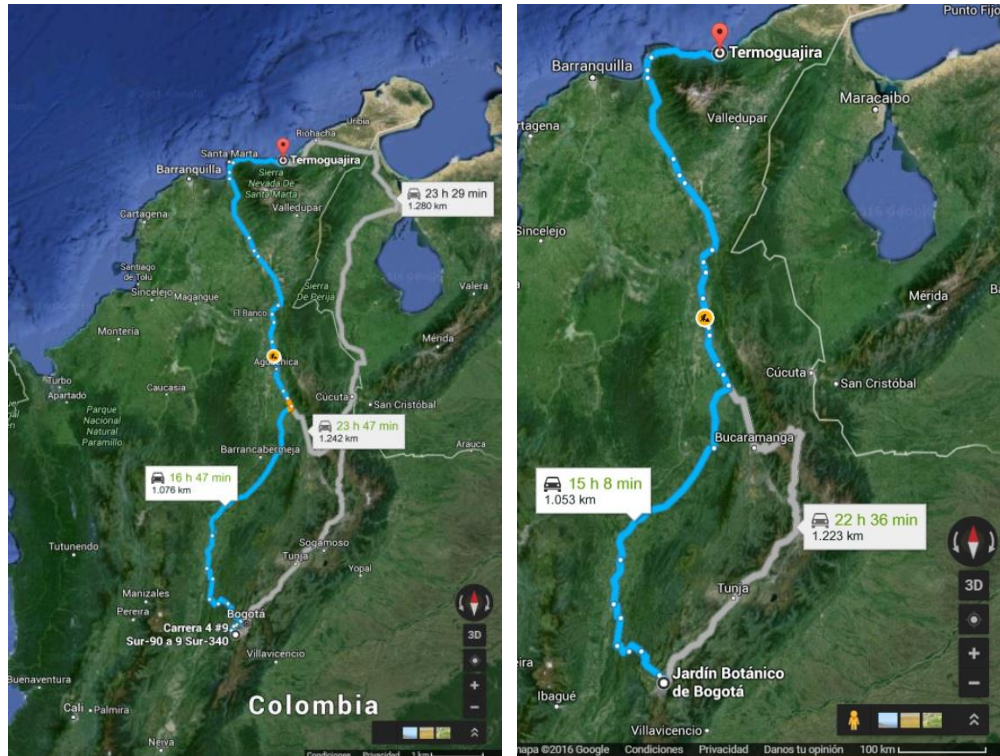 Uribia
Riohacha
Santa Marta
Termoguajira
Barranquilla
Sierra
Nevada De
Santa Marta
23 h 29 min
1.280 km
Valledupar
Cartagena
Santiago
de Tolu
Sierra
De Perija
Valera
Sincelejo
Magangue
El Banco
Montería
Mérida
Aguachica
Turbo
Apartado
Caucasia
Cúcuta
San Cristóbal
Parque
Nacional
Natural
Paramillo
23 h 47 min
1.242 km
Arauca
Barrancabermeja
16 h 47 min
1.076 km
Tutunendo
Sogamoso
Tunja
Yopal
Manizales
Pereira
Bogotá
Carrera 4 #9
Sur-90 a 9 Sur-340
Villavicencio
3D
Buenaventura
Colombia
Cali
Palmira
Neiva
Condiciones
Privacidad
Punto Fijo
Termoguajira
Barranquilla
Maracaibo
rtagena
Valledupar
Sincelejo
Mérida
Cúcuta
San Cristóbal
Bucaramanga
15 h 8 min
1.053 km
22 h 36 min
1.223 km
3D
Tunja
Jardín Botánico
de Bogotá
eira
Ibagué
Villavicencio
mapa ©2016 Google Condiciones Privacidad Danos tu opinión 100 km